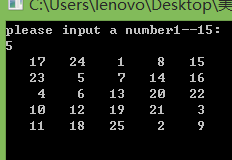 C:\Users\lenovo\Desktop\
please input a number1--15:
5
17 24 1 8 15
23 5 7 14 16
4 6 13 20 22
10 12 19 21 3
11 18 25 2 9